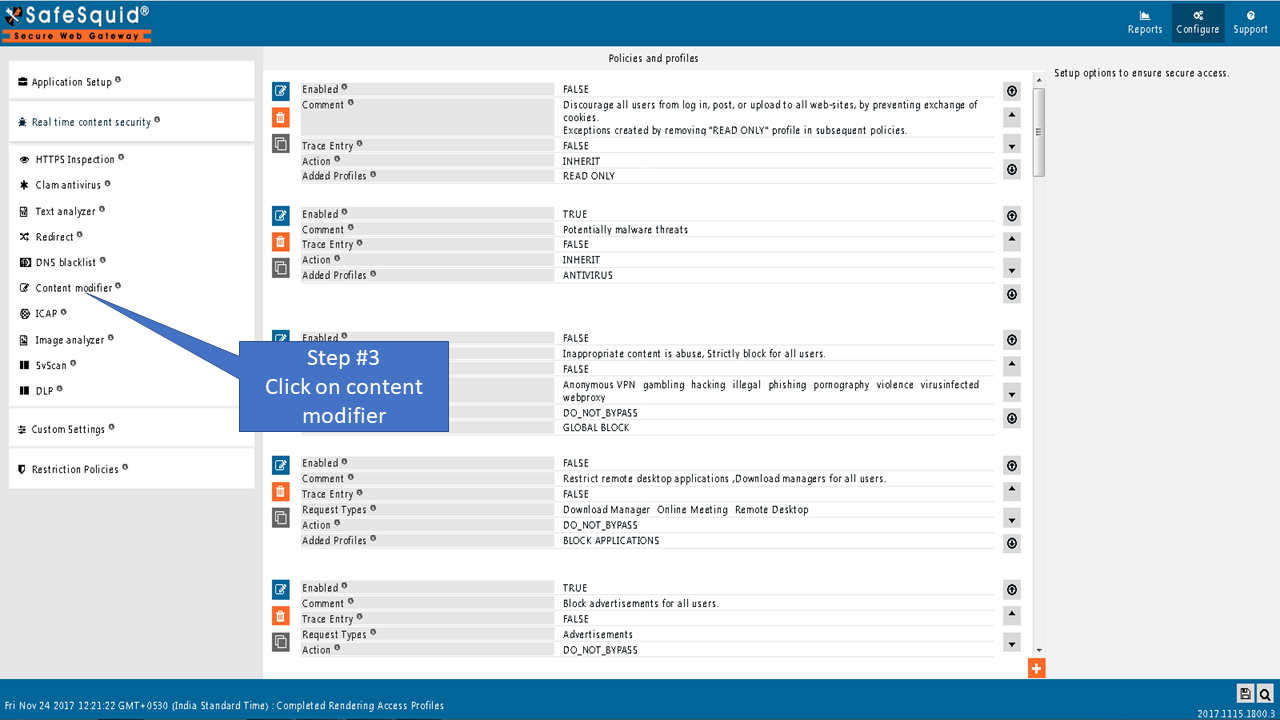 SafeSquid®
Secure Web Gateway
Reports
Configure
Support
Application Setup
Real time content security
HTTPS Inspection
Clam antivirus
Text analyzer
Redirect
DNS blacklist
Content modifier
ICAP
Image analyzer
SvScan
DLP
Custom Settings
Restriction Policies
Step #3
Click on content
modifier
Policies and profiles
Enabled FALSE
Comment Discourage all users from log in, post, or upload to all web-sites, by preventing exchange of
cookies.
Exceptions created by removing "READ ONLY" profile in subsequent policies.
Trace Entry FALSE
Action INHERIT
Added Profiles READ ONLY
Enabled TRUE
Comment Potentially malware threats
Trace Entry FALSE
Action INHERIT
Added Profiles ANTIVIRUS
Enabled FALSE
Inappropriate content is abuse, Strictly block for all users.
FALSE
Anonymous VPN gambling hacking illegal phishing pornography violence virusinfected
webproxy
DO_NOT_BYPASS
GLOBAL BLOCK
Enabled FALSE
Comment Restrict remote desktop applications ,Download managers for all users.
Trace Entry FALSE
Request Types Download Manager Online Meeting Remote Desktop
Action DO_NOT_BYPASS
Added Profiles BLOCK APPLICATIONS
Enabled TRUE
Comment Block advertisements for all users.
Trace Entry FALSE
Request Types Advertisements
Action DO_NOT_BYPASS
Setup options to ensure secure access.
Fri Nov 24 2017 12:21:22 GMT+0530 (India Standard Time) : Completed Rendering Access Profiles
2017.1115.1800.3